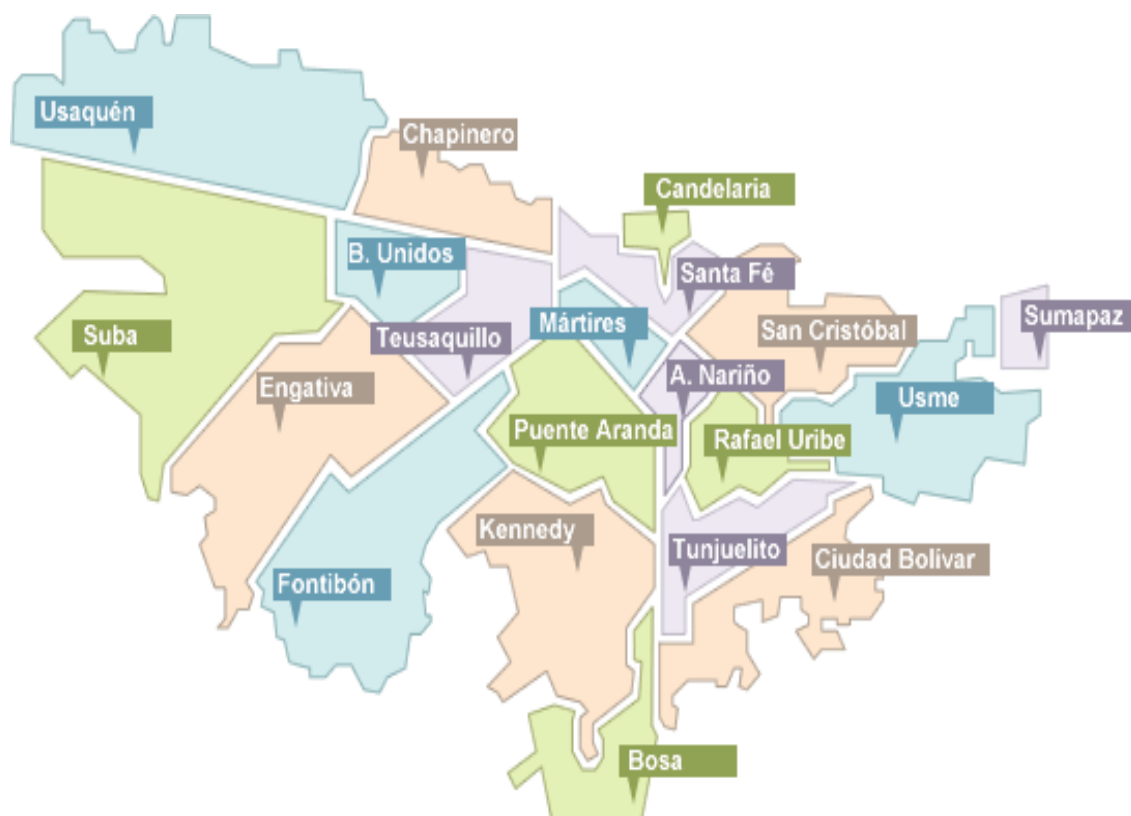 Usaquén
Chapinero
Candelaria
B. Unidos
Santa Fé
Suba
Teusaquillo
Mártires
San Cristóbal
Sumapaz
Engativa
A. Nariño
Usme
Puente Aranda
Rafael Uribe
Kennedy
Tunjuelito
Ciudad Bolívar
Fontibón
Bosa